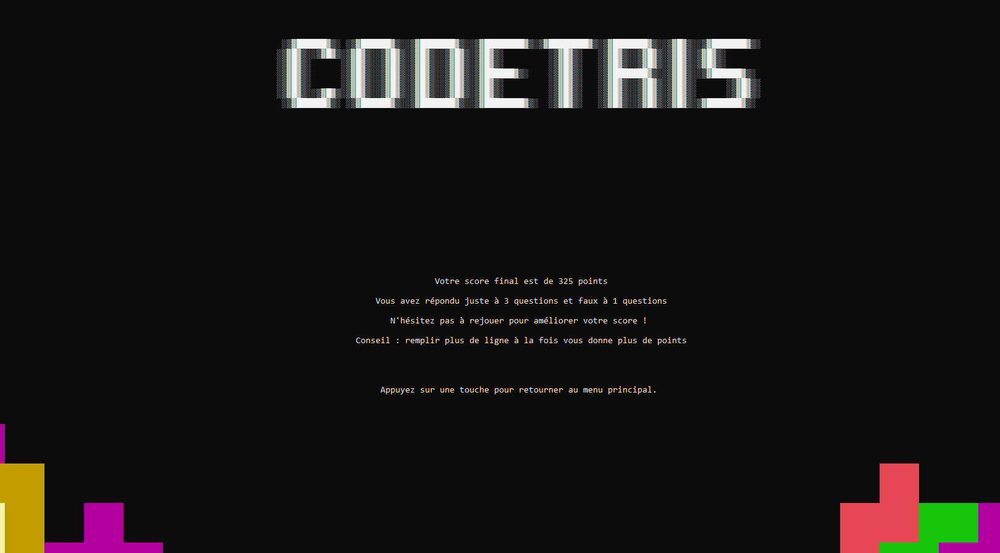 CODETRIS
Votre score final est de 325 points
Vous avez répondu juste à 3 questions et faux à 1 questions
N'hésitez pas à rejouer pour améliorer votre score !
Conseil : remplir plus de ligne à la fois vous donne plus de points
Appuyez sur une touche pour retourner au menu principal.